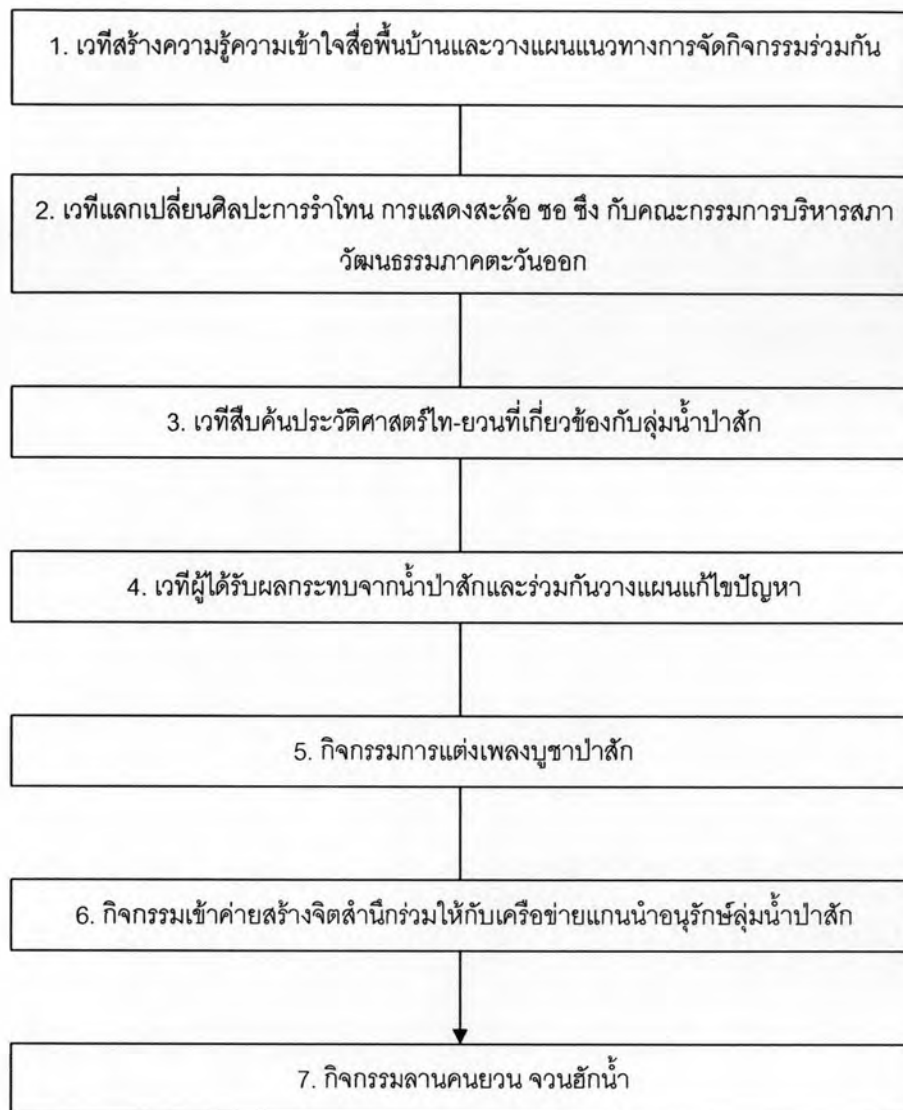 1. เวทีสร้างความรู้ความเข้าใจสื่อพื้นบ้านและวางแผนแนวทางการจัดกิจกรรมร่วมกัน
2. เวทีแลกเปลี่ยนศิลปะการรำโทน การแสดงสะล้อ ซอ ซึง กับคณะกรรมการบริหารสภา
วัฒนธรรมภาคตะวันออก
3. เวทีสืบค้นประวัติศาสตร์ไท-ยวนที่เกี่ยวข้องกับลุ่มน้ำป่าสัก
4. เวทีผู้ได้รับผลกระทบจากน้ำป่าสักและร่วมกันวางแผนแก้ไขปัญหา
5. กิจกรรมการแต่งเพลงบูชาป่าสัก
6. กิจกรรมเข้าค่ายสร้างจิตสำนึกร่วมให้กับเครือข่ายแกนนำอนุรักษ์ลุ่มน้ำป่าสัก
7. กิจกรรมลานคนยวน จวนฮักน้ำ